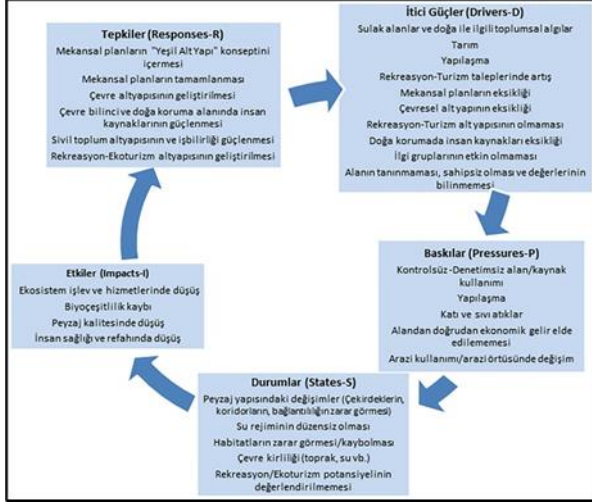 Tepkiler (Responses-R)
Mekansal planların "Yeşil Alt Yapı" konseptini
içermesi
Mekansal planların tamamlanması
Çevre altyapısının geliştirilmesi
Çevre bilinci ve doğa koruma alanında insan
kaynaklarının güçlenmesi
Sivil toplum altyapısının ve işbirliği güçlenmesi
Rekreasyon-Ekoturizm altyapısının geliştirilmesi
İtici Güçler (Drivers-D)
Sulak alanlar ve doğa ile ilgili toplumsal algılar
Tarım
Yapılaşma
Rekreasyon-Turizm taleplerinde artış
Mekansal planların eksikliği
Çevresel alt yapının eksikliği
Rekreasyon-Turizm alt yapısının olmaması
Doğa korumada insan kaynakları eksikliği
İlgi gruplarının etkin olmaması
Alanın tanınmaması, sahipsiz olması ve değerlerinin
bilinmemesi
Baskılar (Pressures-P)
Kontrolsüz-Denetimsiz alan/kaynak
kullanımı
Yapılaşma
Katı ve sıvı atıklar
Alandan doğrudan ekonomik gelir elde
edilememesi
Arazi kullanımı/arazi örtüsünde değişim
Durumlar (States-S)
Peyzaj yapısındaki değişimler (Çekirdeklerin,
koridorların, bağlantılılığın zarar görmesi)
Su rejiminin düzensiz olması
Habitatların zarar görmesi/kaybolması
Çevre kirliliği (toprak, su vb.)
Rekreasyon/Ekoturizm potansiyelinin
değerlendirilmemesi
Etkiler (Impacts-I)
Ekosistem işlev ve hizmetlerinde düşüş
Biyoçeşitlilik kaybı
Peyzaj kalitesinde düşüş
İnsan sağlığı ve refahında düşüş